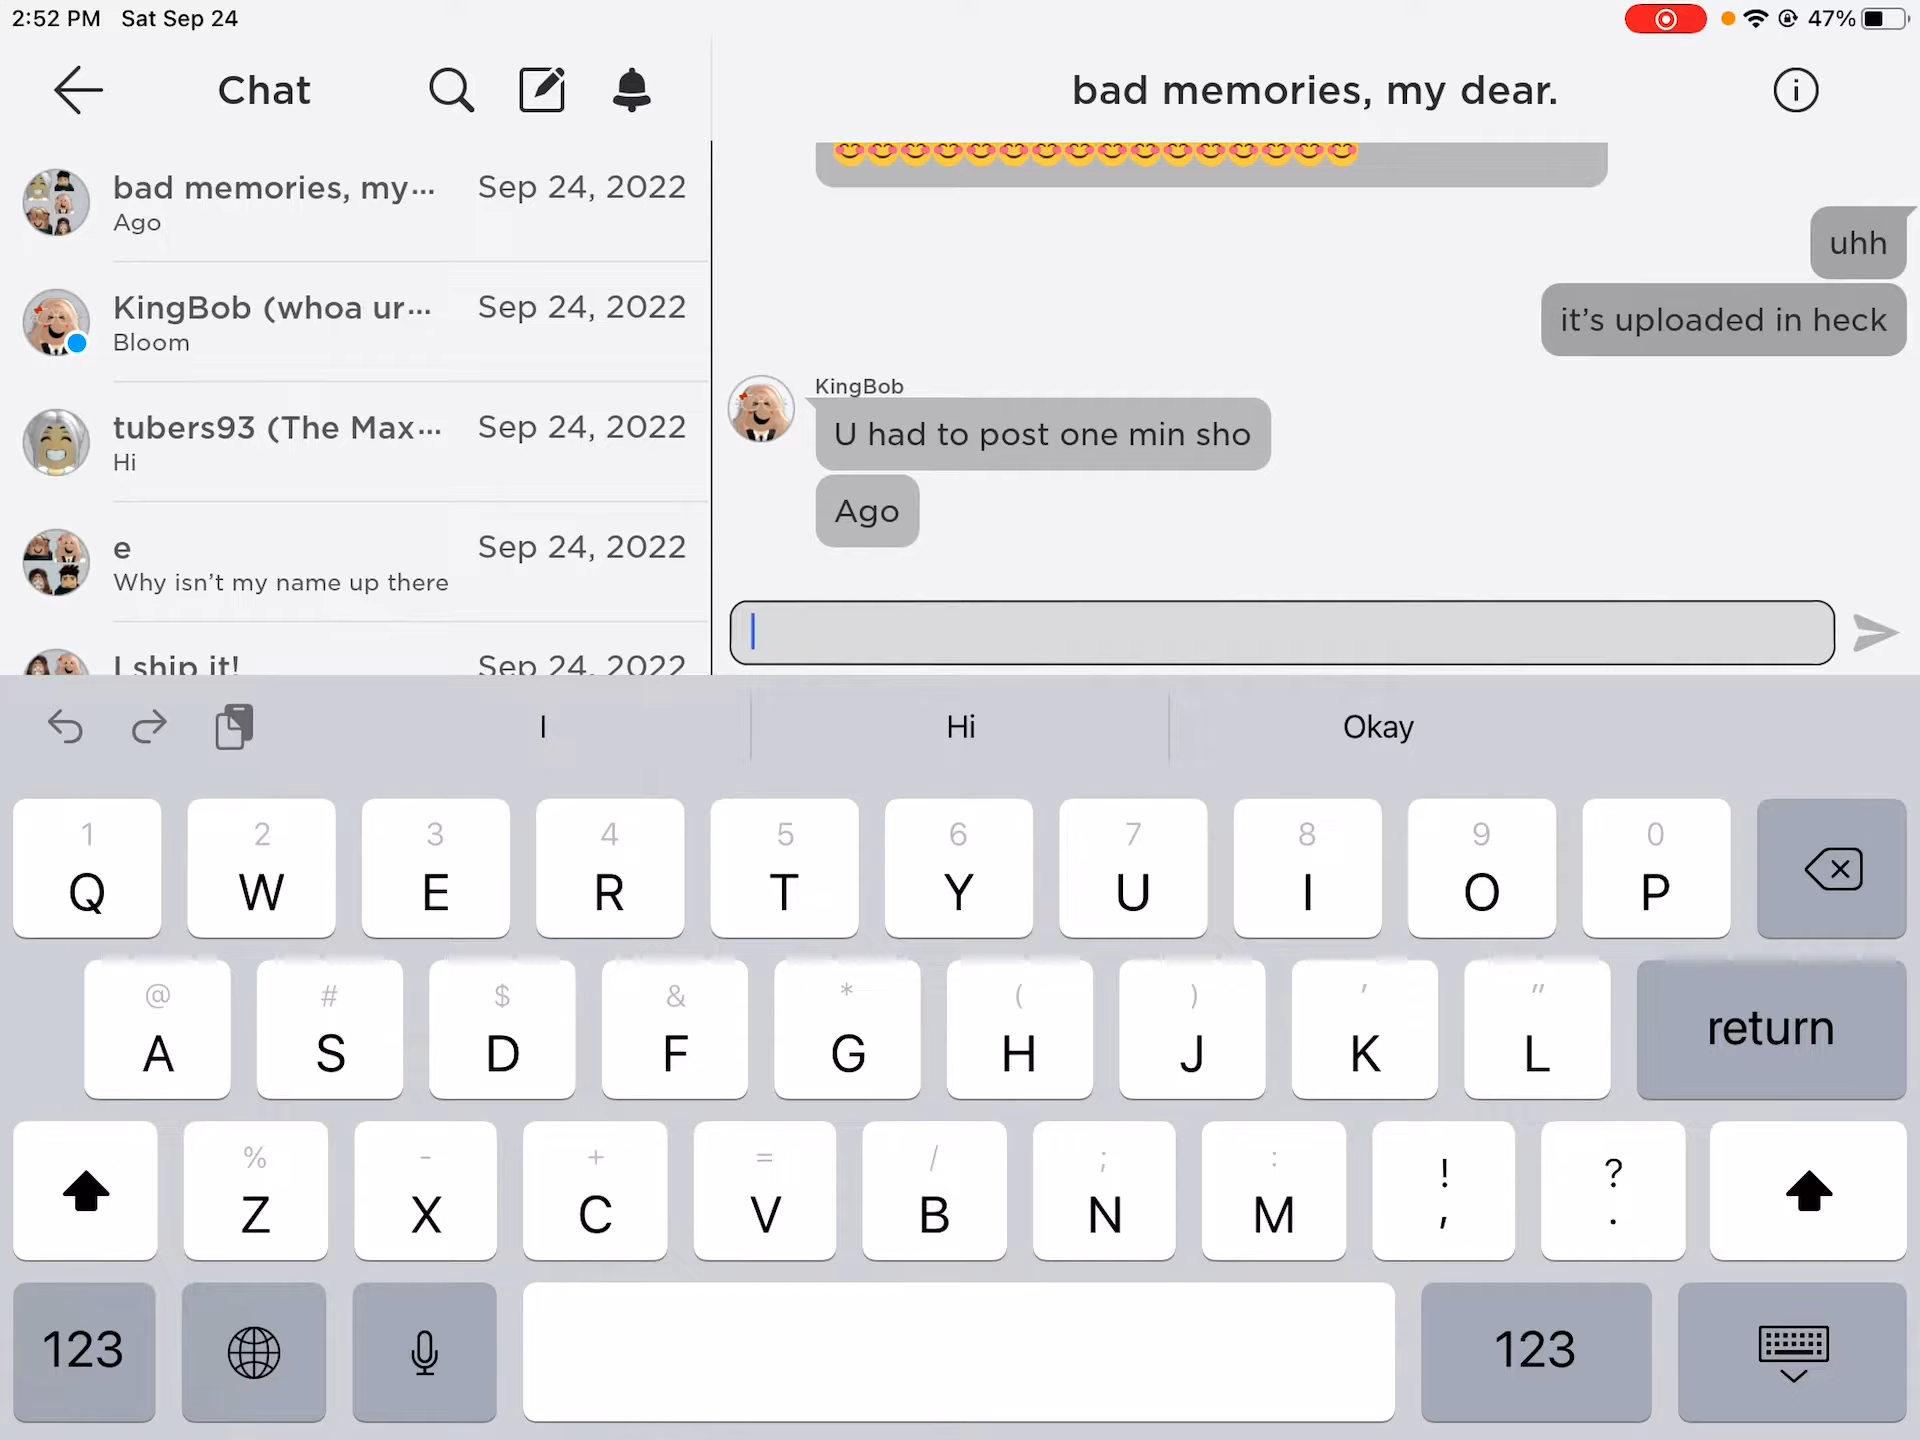 2:52 PM Sat Sep 24
47%
Chat
bad memories, my...
Sep 24, 2022
Ago
KingBob (whoa ur...
Sep 24, 2022
Bloom
tubers93 (The Max...
Sep 24, 2022
Hi
e
Sep 24, 2022
Why isn’t my name up there
I ship it!
Sep 24, 2022
bad memories, my dear.
😊😊😊😊😊😊😊😊😊😊😊😊😊😊😊😊
uhh
it’s uploaded in heck
KingBob
U had to post one min sho
Ago
I Hi Okay
1 2 3 4 5 6 7 8 9 0
Q W E R T Y U I O P
@ # $ & * ( ) ' "
A S D F G H J K L return
% - + = / ; : ! ?
Z X C V B N M , .
123 123